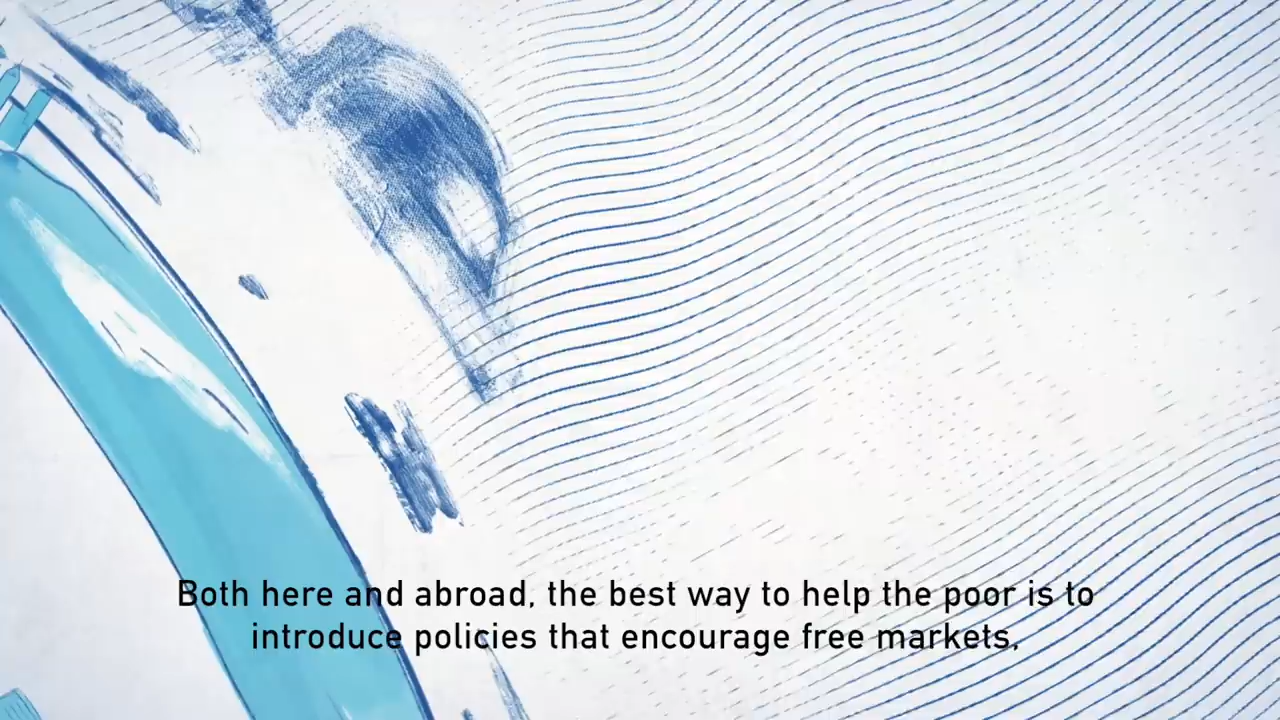 Both here and abroad, the best way to help the poor is to
introduce policies that encourage free markets,